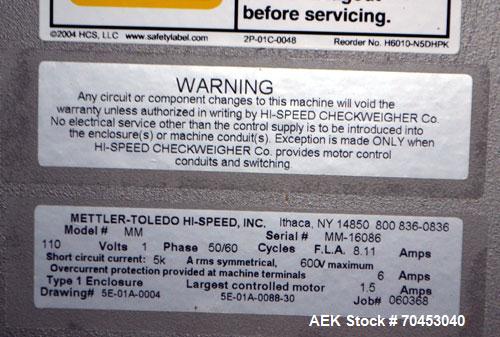 before servicing.
©2004 HCS, LLC www.safetylabel.com 2P-01C-0048 Reorder No. H6010-N5DHPK
WARNING
Any circuit or component changes to this machine will void the
warranty unless authorized in writing by HI-SPEED CHECKWEIGHER Co.
No electrical service other than the control supply is to be introduced into
the enclosure(s) or machine conduit(s). Exception is made ONLY when
HI-SPEED CHECKWEIGHER Co. provides motor control
conduits and switching.
METTLER-TOLEDO HI-SPEED, INC. Ithaca, NY 14850 800 836-0836
Model # MM Serial # MM-16086
110 Volts 1 Phase 50/60 Cycles F.L.A. 8.11 Amps
Short circuit current: 5k A rms symmetrical, 600V maximum
Overcurrent protection provided at machine terminals 6 Amps
Type 1 Enclosure Largest controlled motor 1.5 Amps
Drawing# 5E-01A-0004 5E-01A-0088-30 Job# 060368
AEK Stock # 70453040